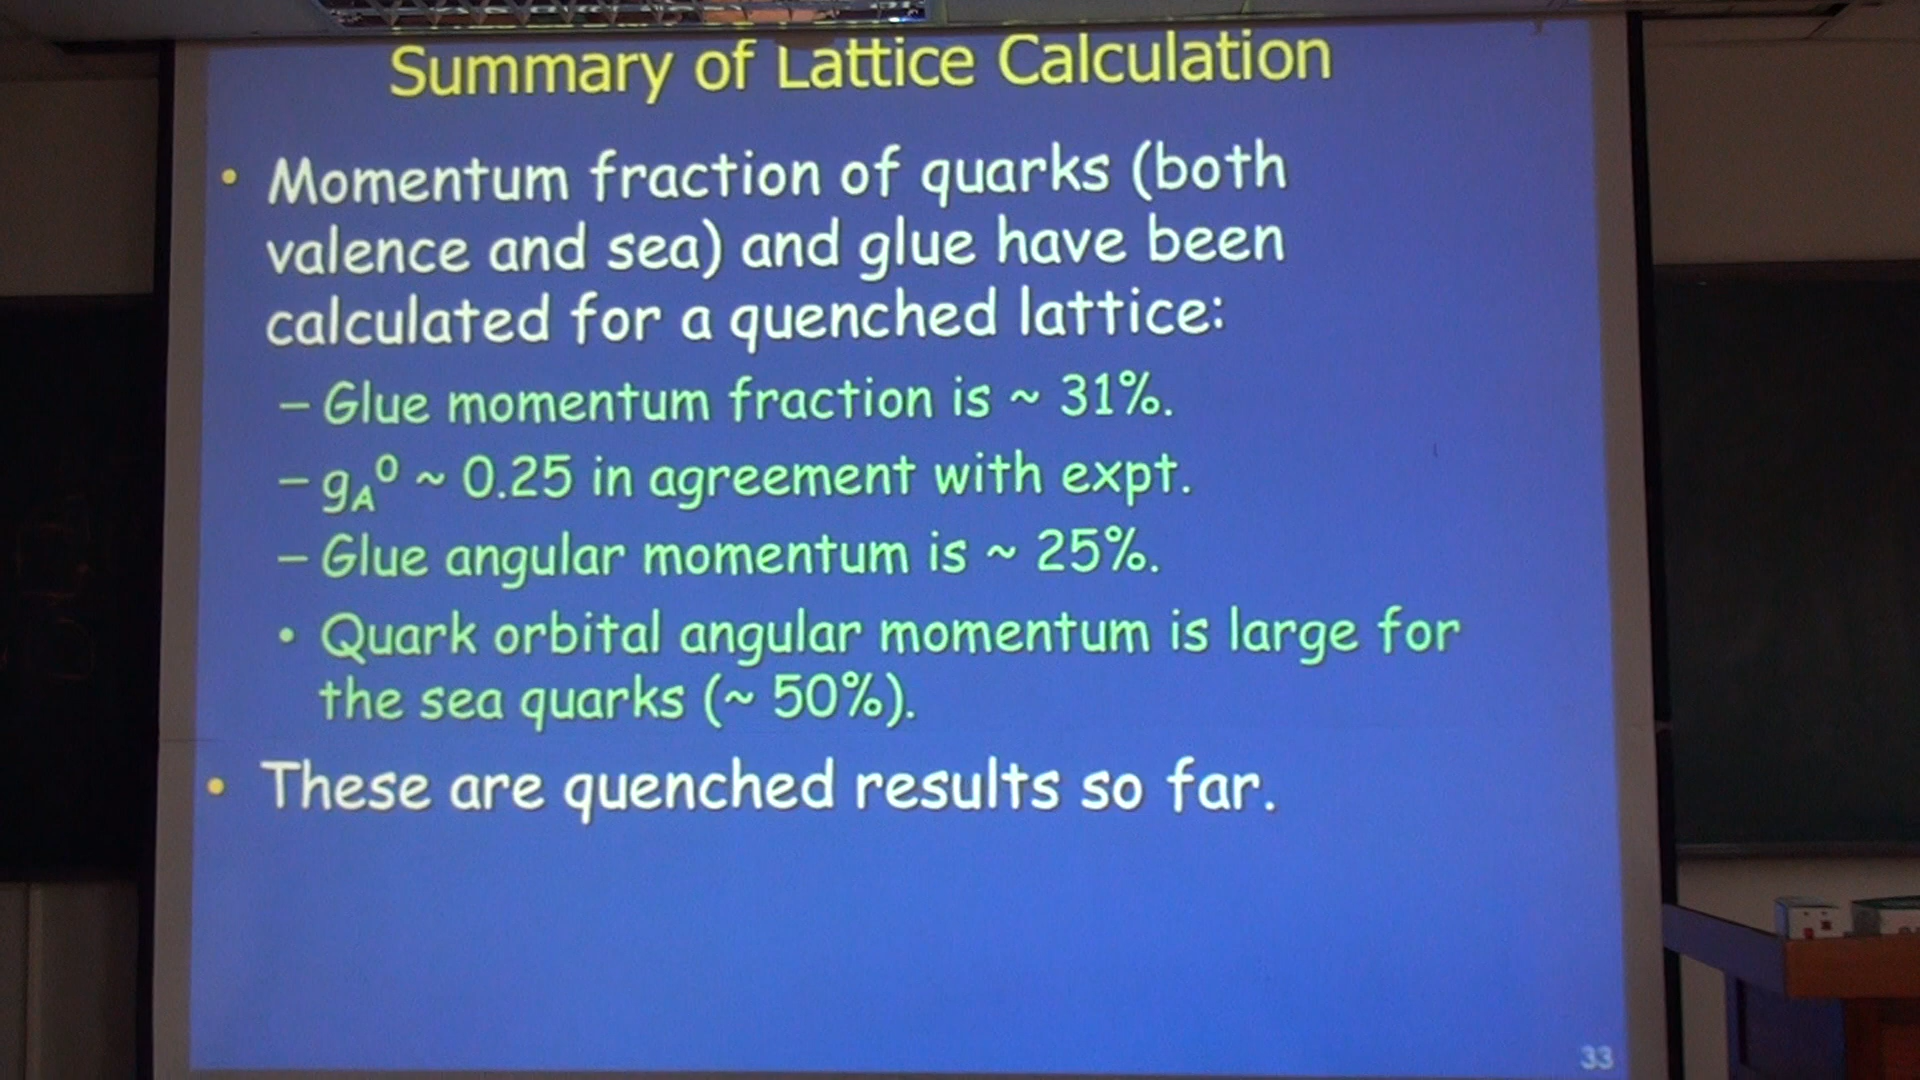 Summary of Lattice Calculation
• Momentum fraction of quarks (both
valence and sea) and glue have been
calculated for a quenched lattice:
– Glue momentum fraction is ~ 31%.
– gA⁰ ~ 0.25 in agreement with expt.
– Glue angular momentum is ~ 25%.
• Quark orbital angular momentum is large for
the sea quarks (~ 50%).
• These are quenched results so far.
33